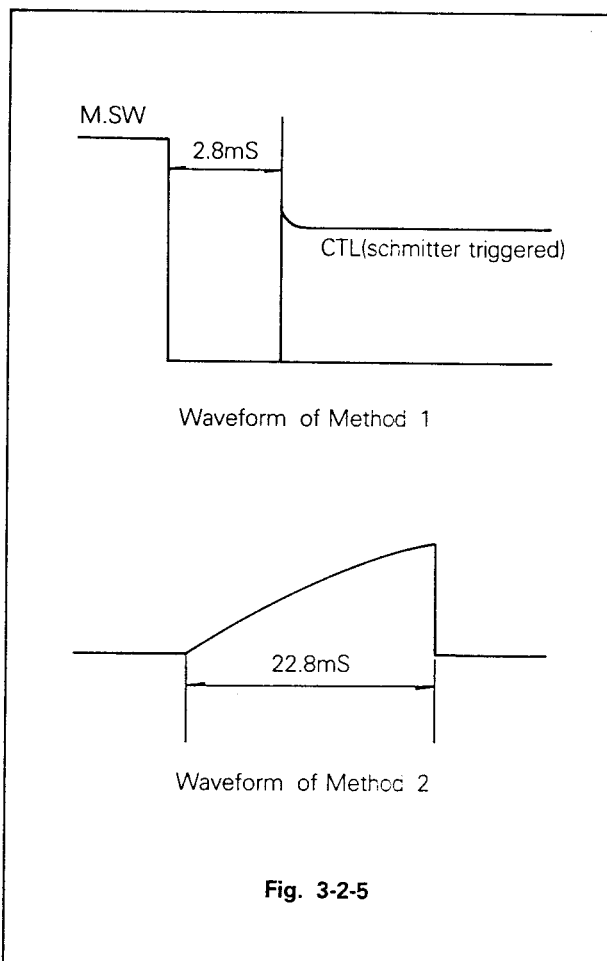 M.SW
2.8mS
CTL(schmitter triggered)
Waveform of Method 1
22.8mS
Waveform of Method 2
Fig. 3-2-5